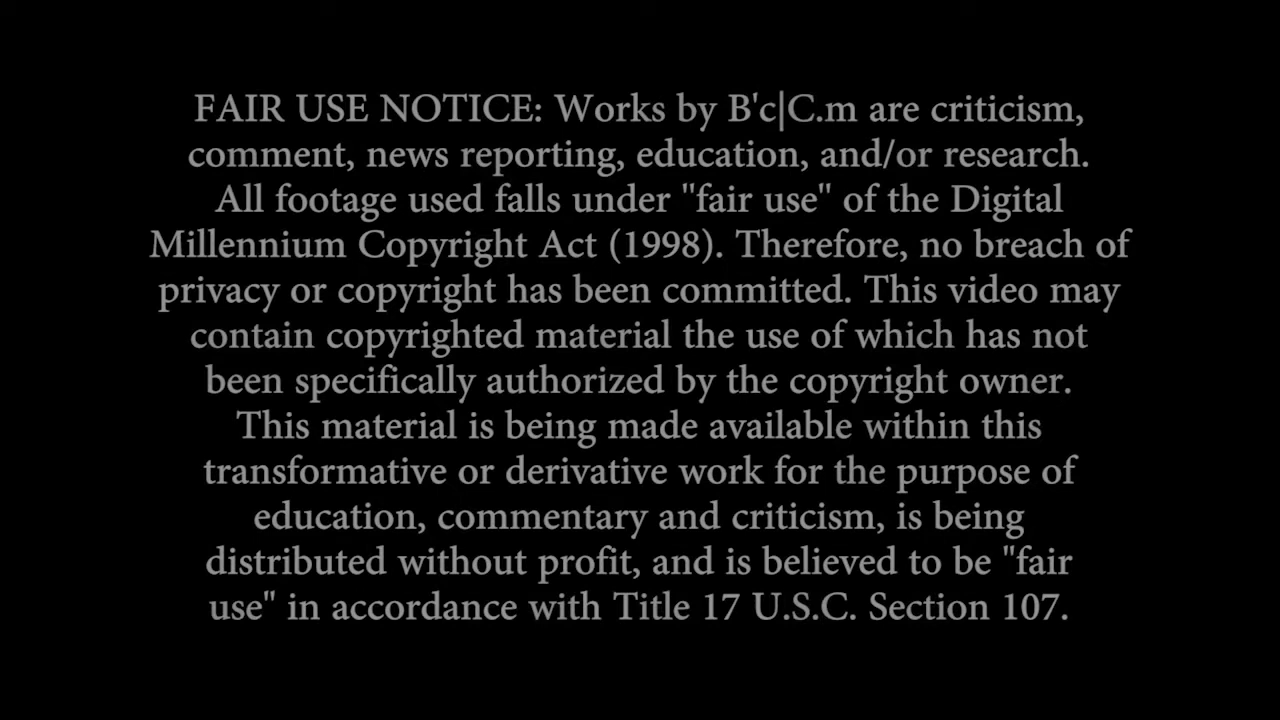 FAIR USE NOTICE: Works by B'c|C.m are criticism,
comment, news reporting, education, and/or research.
All footage used falls under "fair use" of the Digital
Millennium Copyright Act (1998). Therefore, no breach of
privacy or copyright has been committed. This video may
contain copyrighted material the use of which has not
been specifically authorized by the copyright owner.
This material is being made available within this
transformative or derivative work for the purpose of
education, commentary and criticism, is being
distributed without profit, and is believed to be "fair
use" in accordance with Title 17 U.S.C. Section 107.